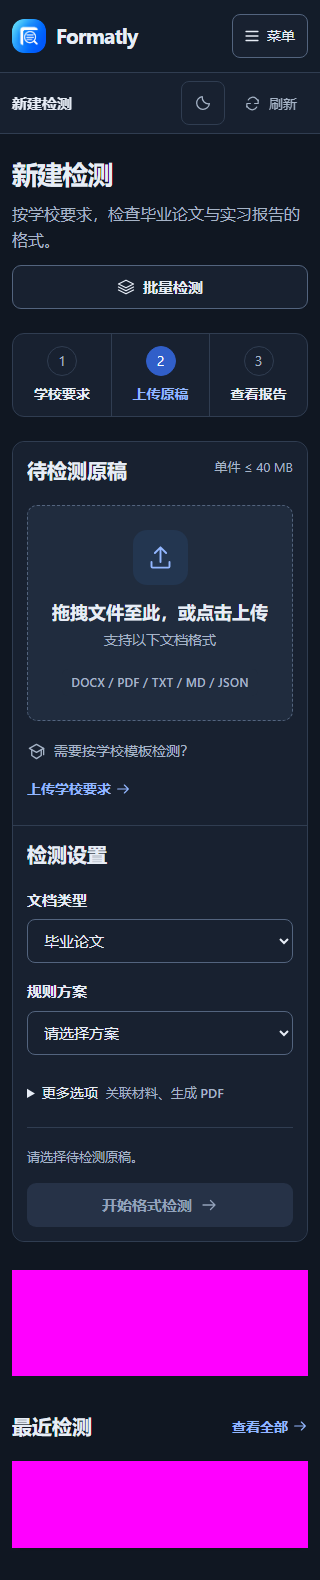 Formatly
菜单
新建检测
刷新
新建检测
按学校要求，检查毕业论文与实习报告的
格式。
批量检测
1
2
3
学校要求
上传原稿
查看报告
待检测原稿
单件 ≤ 40 MB
拖拽文件至此，或点击上传
支持以下文档格式
DOCX / PDF / TXT / MD / JSON
需要按学校模板检测？
上传学校要求 →
检测设置
文档类型
毕业论文
规则方案
请选择方案
更多选项 关联材料、生成 PDF
请选择待检测原稿。
开始格式检测 →
最近检测
查看全部 →